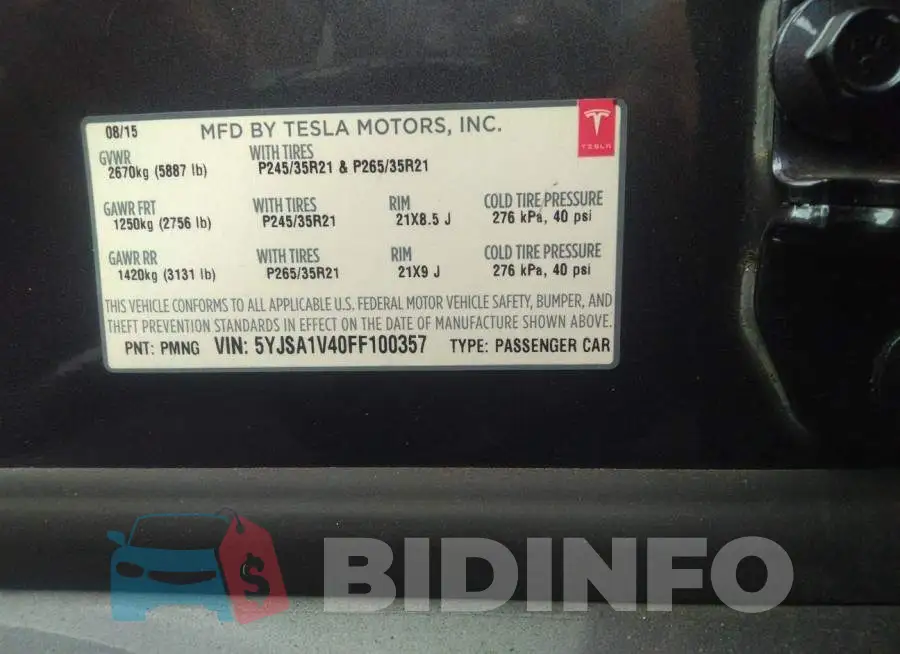 08/15 MFD BY TESLA MOTORS, INC.
TESLA
GVWR WITH TIRES
2670kg (5887 lb) P245/35R21 & P265/35R21
GAWR FRT WITH TIRES RIM COLD TIRE PRESSURE
1250kg (2756 lb) P245/35R21 21X8.5 J 276 kPa, 40 psi
GAWR RR WITH TIRES RIM COLD TIRE PRESSURE
1420kg (3131 lb) P265/35R21 21X9 J 276 kPa, 40 psi
THIS VEHICLE CONFORMS TO ALL APPLICABLE U.S. FEDERAL MOTOR VEHICLE SAFETY, BUMPER, AND
THEFT PREVENTION STANDARDS IN EFFECT ON THE DATE OF MANUFACTURE SHOWN ABOVE.
PNT: PMNG VIN: 5YJSA1V40FF100357 TYPE: PASSENGER CAR
$ BIDINFO